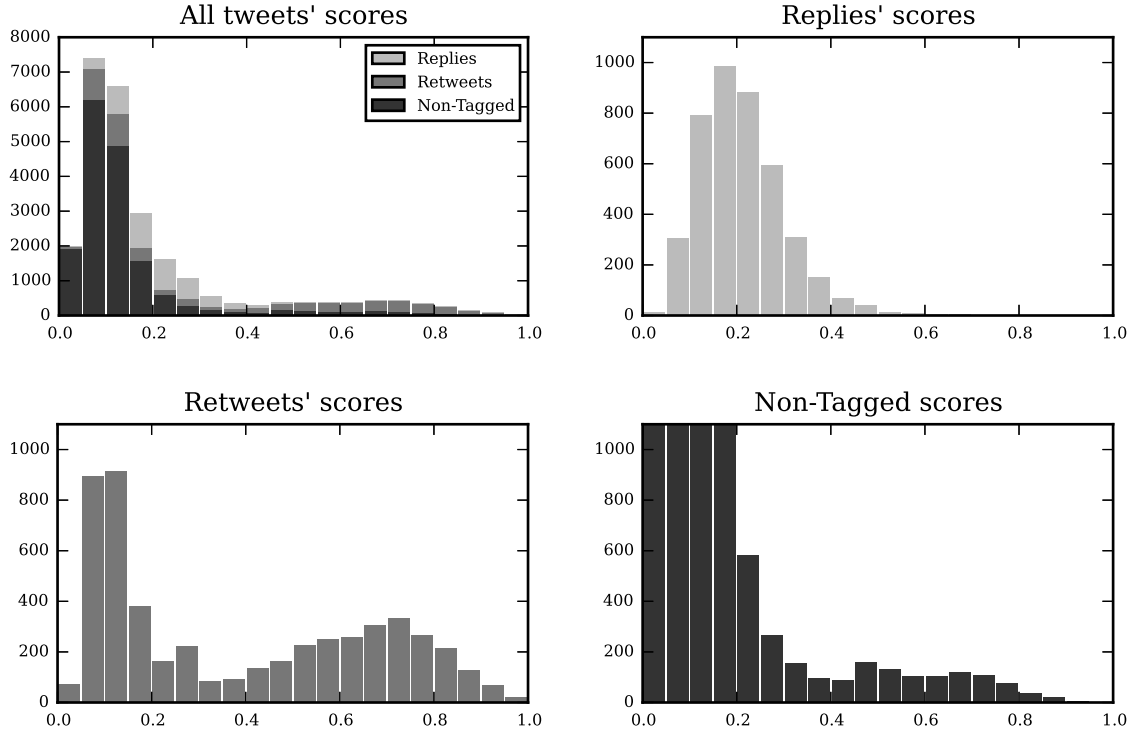 All tweets' scores
8000
7000
6000
5000
4000
3000
2000
1000
0
0.0 0.2 0.4 0.6 0.8 1.0
Replies
Retweets
Non-Tagged
Replies' scores
1000
800
600
400
200
0
0.0 0.2 0.4 0.6 0.8 1.0
Retweets' scores
1000
800
600
400
200
0
0.0 0.2 0.4 0.6 0.8 1.0
Non-Tagged scores
1000
800
600
400
200
0
0.0 0.2 0.4 0.6 0.8 1.0